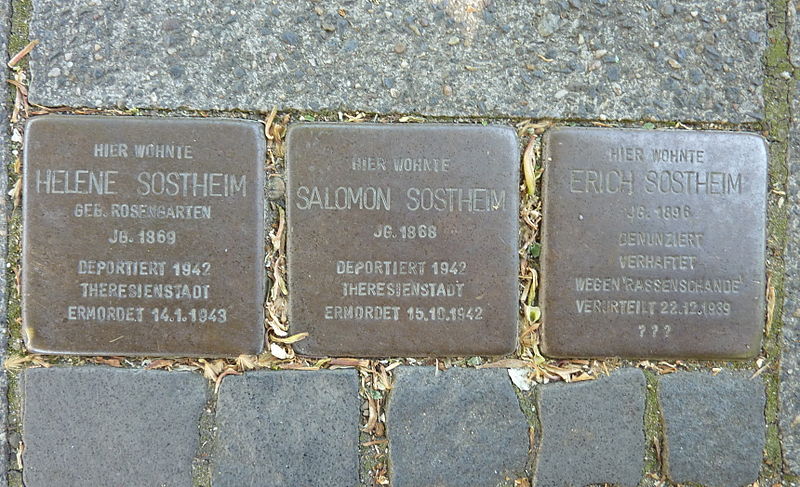 HIER WOHNTE
HELENE SOSTHEIM
GEB. ROSENGARTEN
JG. 1869
DEPORTIERT 1942
THERESIENSTADT
ERMORDET 14.1.1943
HIER WOHNTE
SALOMON SOSTHEIM
JG. 1868
DEPORTIERT 1942
THERESIENSTADT
ERMORDET 15.10.1942
HIER WOHNTE
ERICH SOSTHEIM
JG. 1896
DENUNZIERT
VERHAFTET
WEGEN 'RASSENSCHANDE'
VERURTEILT 22.12.1939
? ? ?